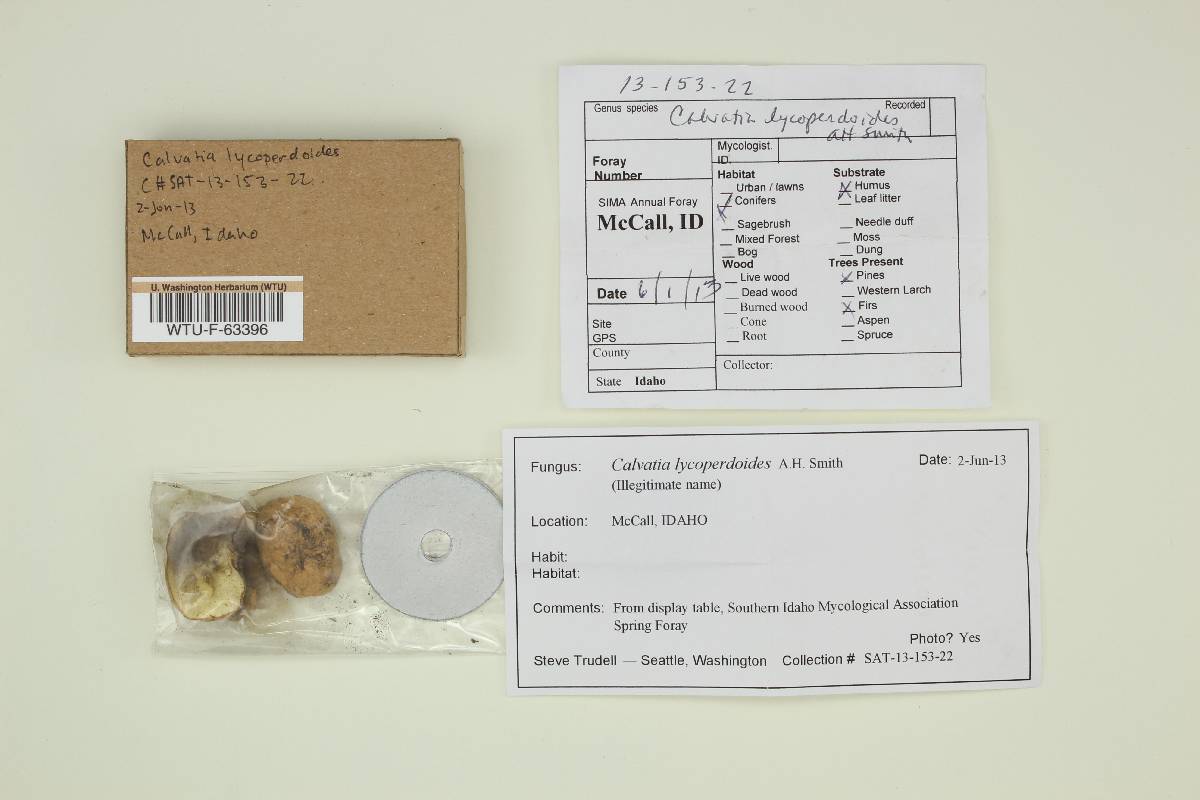 Calvatia lycoperdoides
C#SAT-13-153-22
2-Jun-13
McCall, Idaho
U. Washington Herbarium (WTU)
WTU-F-63396
13-153-22
Genus species Calvatia lycoperdoides Recorded
AH Smith
Foray
Number
SIMA Annual Foray
McCall, ID
Date 6/1/13
Site
GPS
County
State Idaho
Mycologist
ID.
Habitat
Urban / lawns
Conifers
Sagebrush
Mixed Forest
Bog
Wood
Live wood
Dead wood
Burned wood
Cone
Root
Substrate
Humus
Leaf litter
Needle duff
Moss
Dung
Trees Present
Pines
Western Larch
Firs
Aspen
Spruce
Collector:
Fungus: Calvatia lycoperdoides A.H. Smith Date: 2-Jun-13
(Illegitimate name)
Location: McCall, IDAHO
Habit:
Habitat:
Comments: From display table, Southern Idaho Mycological Association
Spring Foray
Photo? Yes
Steve Trudell — Seattle, Washington Collection # SAT-13-153-22